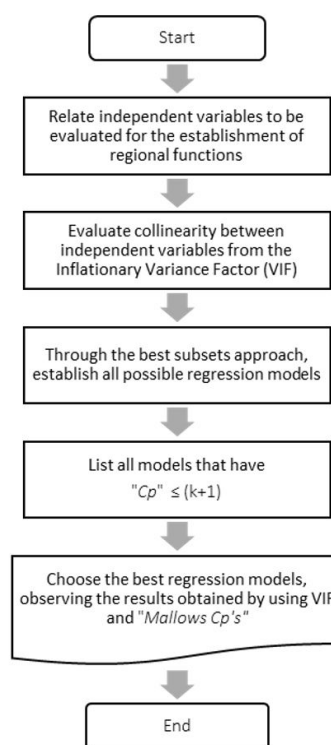 Start
Relate independent variables to be
evaluated for the establishment of
regional functions
Evaluate collinearity between
independent variables from the
Inflationary Variance Factor (VIF)
Through the best subsets approach,
establish all possible regression models
List all models that have
"Cp" ≤ (k+1)
Choose the best regression models,
observing the results obtained by using VIF
and "Mallows Cp's"
End